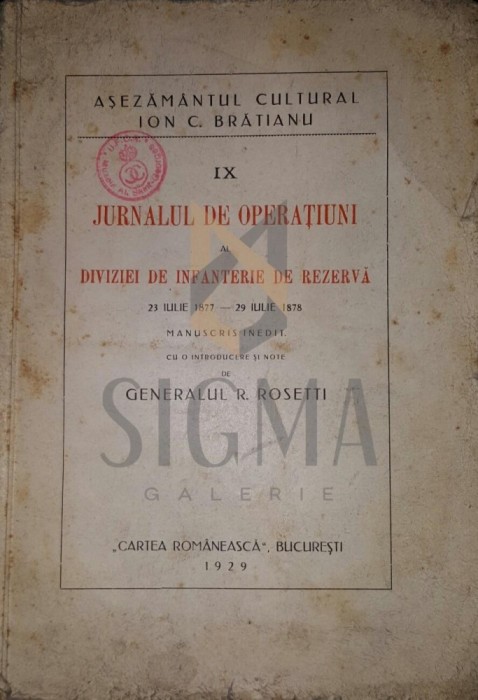 AȘEZĂMÂNTUL CULTURAL
ION C. BRĂTIANU
IX
JURNALUL DE OPERAȚIUNI
AL
DIVIZIEI DE INFANTERIE DE REZERVĂ
23 IULIE 1877 — 29 IULIE 1878
MANUSCRIS INEDIT.
CU O INTRODUCERE ȘI NOTE
DE
GENERALUL R. ROSETTI
SIGMA
GALERIE
„CARTEA ROMÂNEASCĂ“, BUCUREȘTI
1929